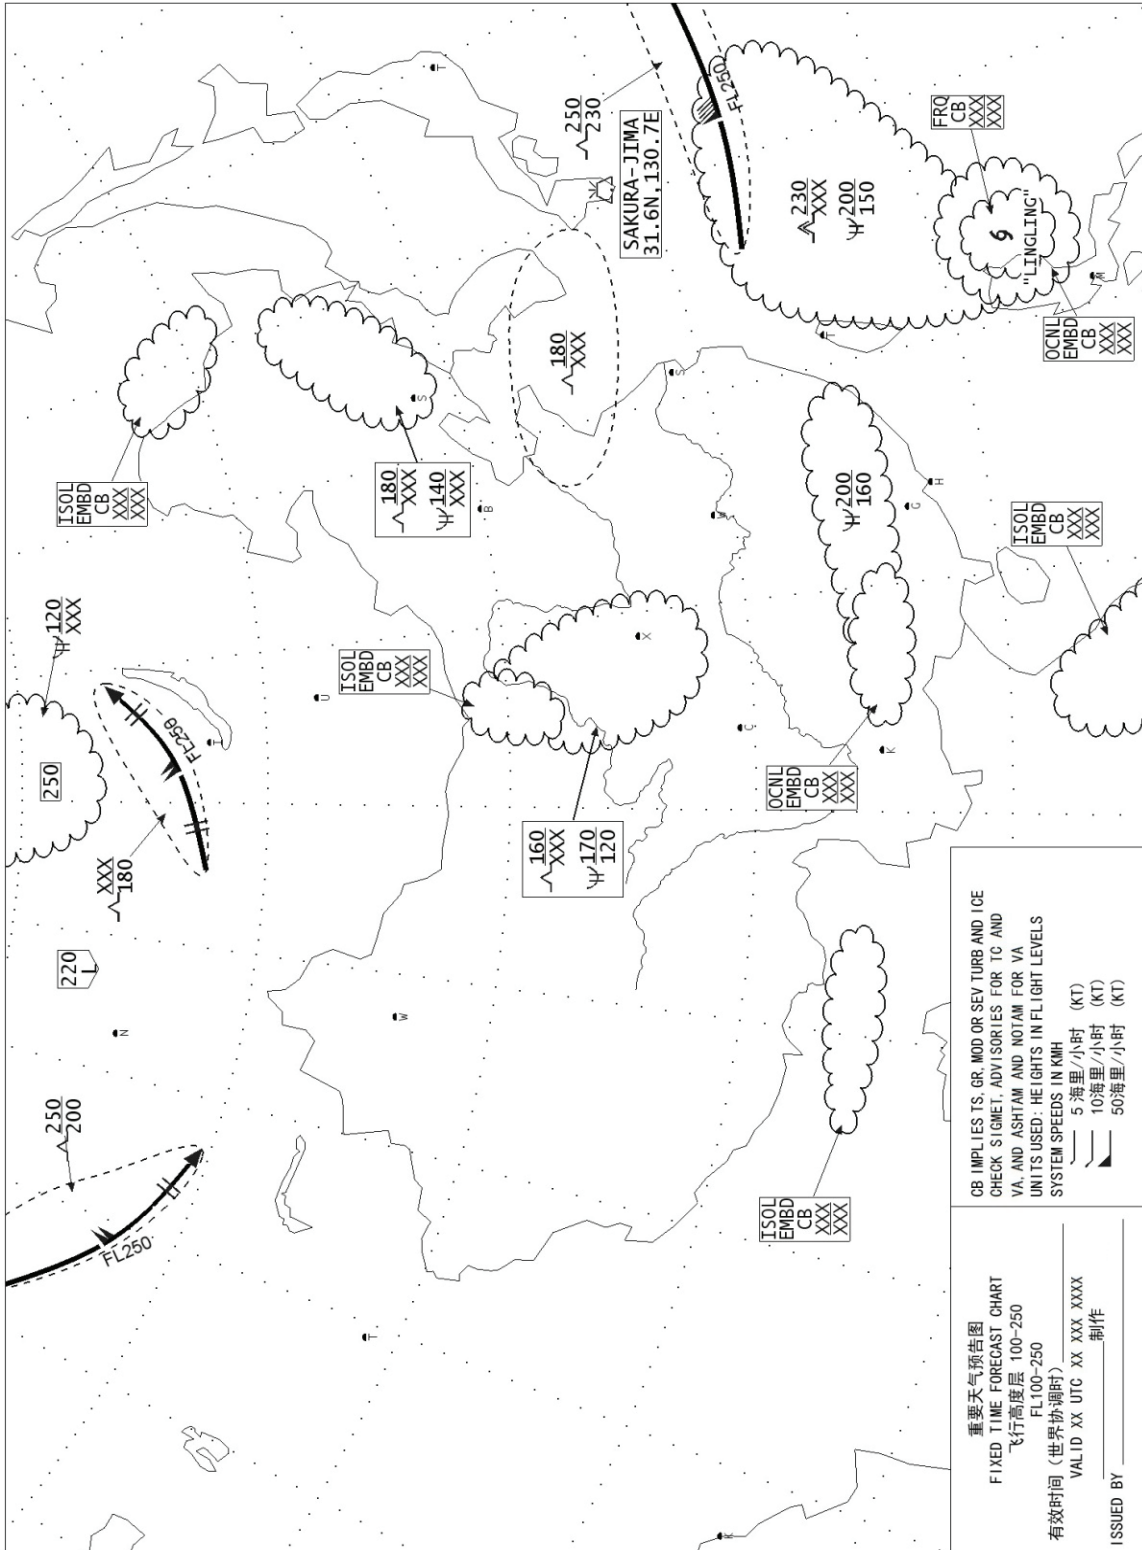 FL250
250
200
N
220
L
XXX
180
250
FL250
120
XXX
ISOL
EMBD
CB
XXX
XXX
I
U
T
T
W
ISOL
EMBD
CB
XXX
XXX
180
XXX
140
XXX
B
S
160
XXX
170
120
X
180
XXX
250
230
SAKURA-JIMA
31.6N,130.7E
FL250
K
C
W
S
ISOL
EMBD
CB
XXX
XXX
OCNL
EMBD
CB
XXX
XXX
K
200
160
G
H
T
230
XXX
200
150
FRQ
CB
XXX
XXX
"LINGLING"
ISOL
EMBD
CB
XXX
XXX
OCNL
EMBD
CB
XXX
XXX
M
重要天气预告图
FIXED TIME FORECAST CHART
飞行高度层 100-250
FL100-250
有效时间 (世界协调时)
VALID XX UTC XX XXX XXXX
制作
ISSUED BY
CB IMPLIES TS, GR, MOD OR SEV TURB AND ICE
CHECK SIGMET, ADVISORIES FOR TC AND
VA, AND ASHTAM AND NOTAM FOR VA
UNITS USED: HEIGHTS IN FLIGHT LEVELS
SYSTEM SPEEDS IN KMH
5 海里/小时 (KT)
10海里/小时 (KT)
50海里/小时 (KT)